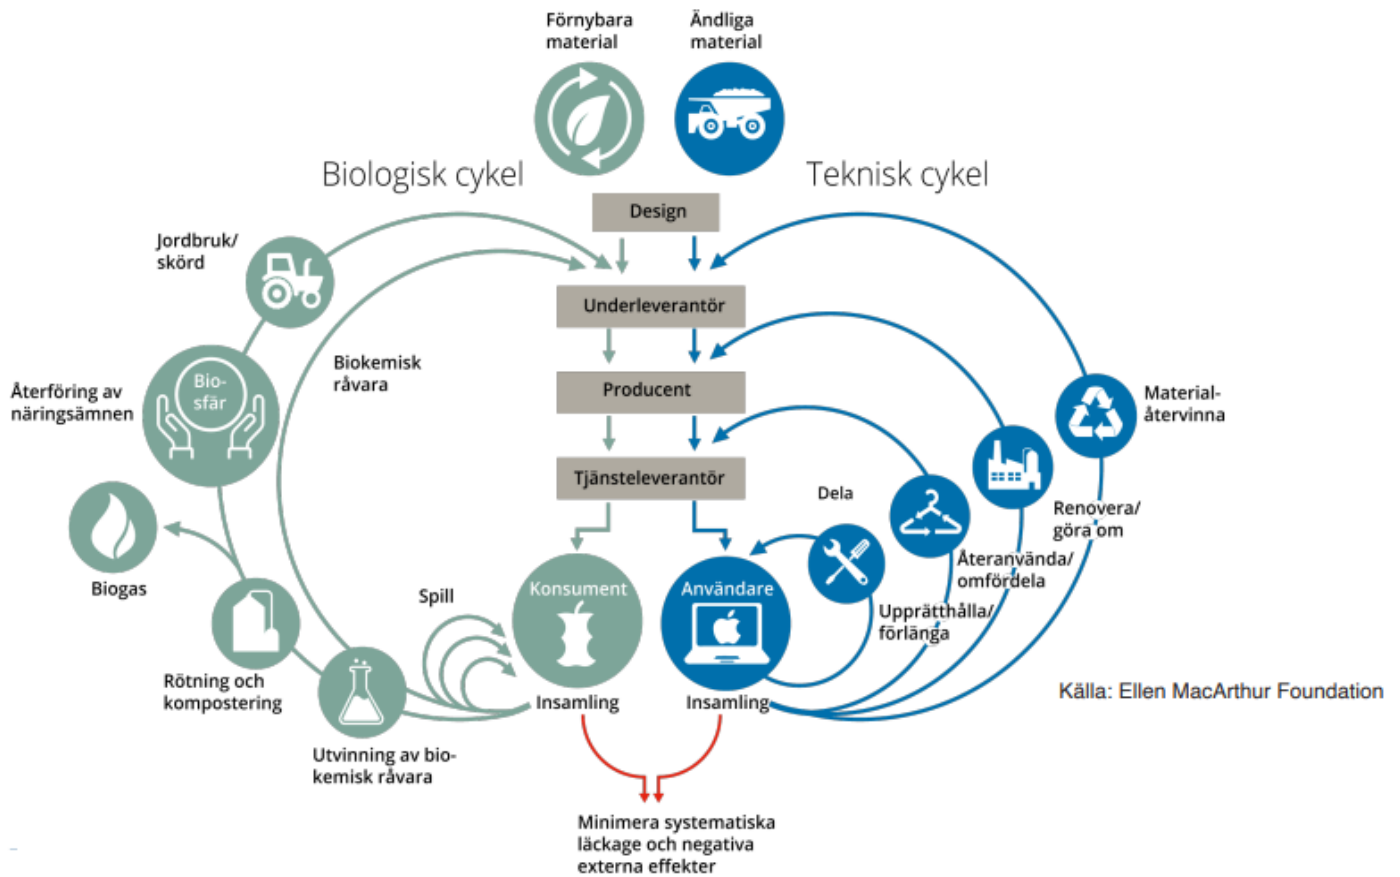 Förnybara
material
Ändliga
material
Biologisk cykel
Teknisk cykel
Design
Jordbruk/
skörd
Underleverantör
Biokemisk
råvara
Bio-
sfär
Återföring av
näringsämnen
Producent
Material-
återvinna
Tjänsteleverantör
Dela
Renovera/
göra om
Återanvända/
omfördela
Biogas
Spill
Konsument
Användare
Upprätthålla/
förlänga
Rötning och
kompostering
Insamling
Insamling
Källa: Ellen MacArthur Foundation
Utvinning av bio-
kemisk råvara
Minimera systematiska
läckage och negativa
externa effekter